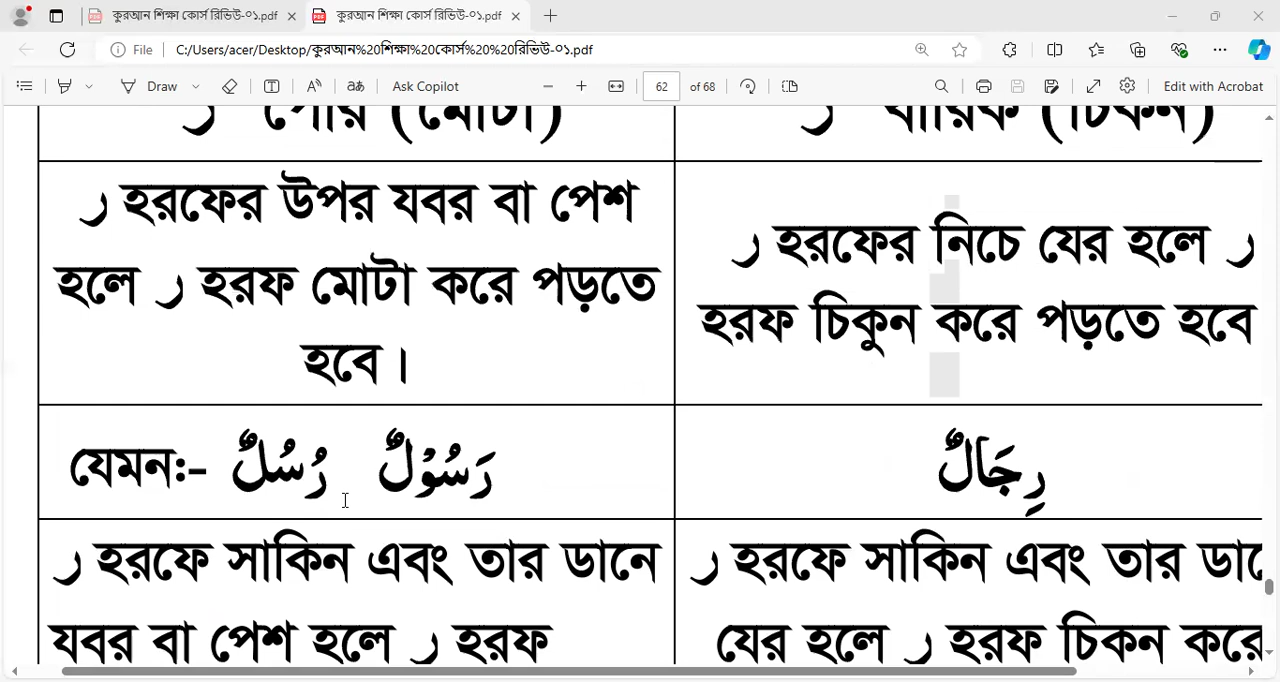 কুরআন শিক্ষা কোর্স রিভিউ-০১.pdf
কুরআন শিক্ষা কোর্স রিভিউ-০১.pdf
File
C:/Users/acer/Desktop/কুরআন%20শিক্ষা%20কোর্স%20%20রিভিউ-০১.pdf
Draw
Ask Copilot
62 of 68
Edit with Acrobat
ر পোর (মোটা)
ر বারিক (চিকন)
ر হরফের উপর যবর বা পেশ
হলে ر হরফ মোটা করে পড়তে
হবে।
ر হরফের নিচে যের হলে ر
হরফ চিকুন করে পড়তে হবে
যেমন:- رُسُلٌ رَسُوْلٌ
رِجَالٌ
ر হরফে সাকিন এবং তার ডানে
যবর বা পেশ হলে ر হরফ
ر হরফে সাকিন এবং তার ডানে
যের হলে ر হরফ চিকন করে